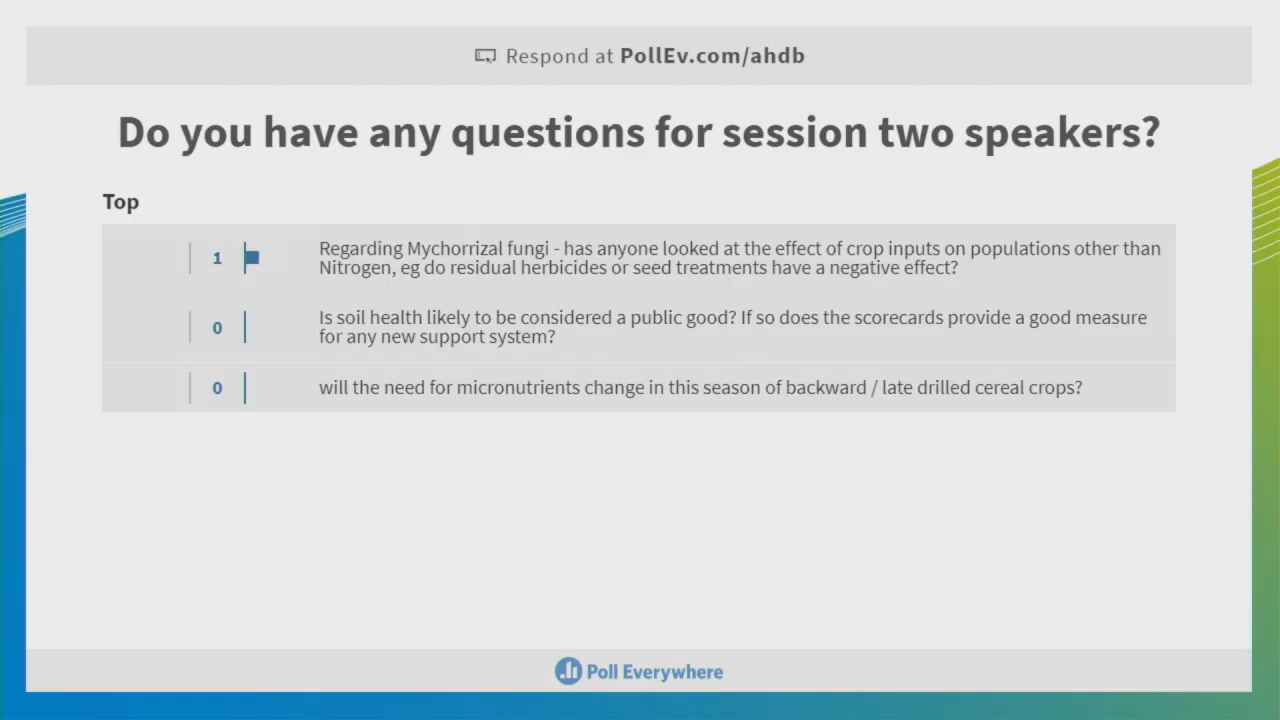 Respond at PollEv.com/ahdb
Do you have any questions for session two speakers?
Top
1
Regarding Mychorrizal fungi - has anyone looked at the effect of crop inputs on populations other than
Nitrogen, eg do residual herbicides or seed treatments have a negative effect?
0
Is soil health likely to be considered a public good? If so does the scorecards provide a good measure
for any new support system?
0
will the need for micronutrients change in this season of backward / late drilled cereal crops?
Poll Everywhere